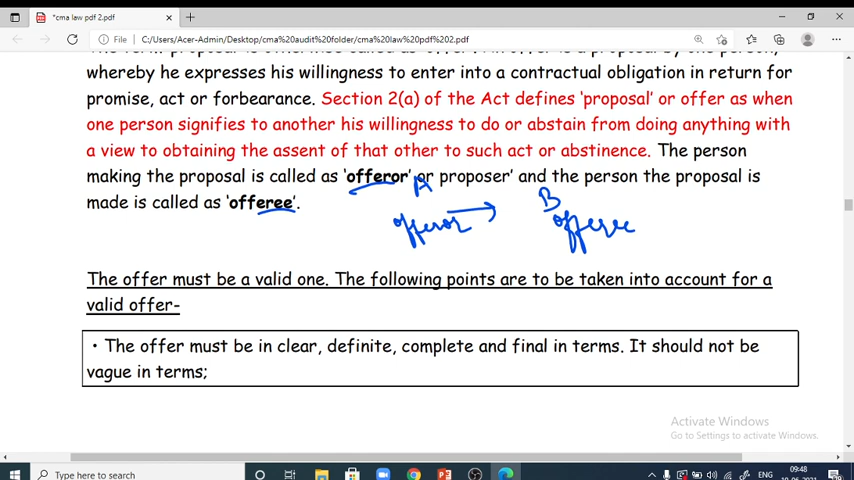 *cma law pdf 2.pdf
File
C:/Users/Acer-Admin/Desktop/cma%20audit%20folder/cma%20law%20pdf%202.pdf
whereby he expresses his willingness to enter into a contractual obligation in return for
promise, act or forbearance. Section 2(a) of the Act defines 'proposal' or offer as when
one person signifies to another his willingness to do or abstain from doing anything with
a view to obtaining the assent of that other to such act or abstinence. The person
making the proposal is called as 'offeror' or proposer' and the person the proposal is
made is called as 'offeree'.
A B
offeror offeree
The offer must be a valid one. The following points are to be taken into account for a
valid offer-
• The offer must be in clear, definite, complete and final in terms. It should not be
vague in terms;
Activate Windows
Go to Settings to activate Windows.
Type here to search
ENG
09:48